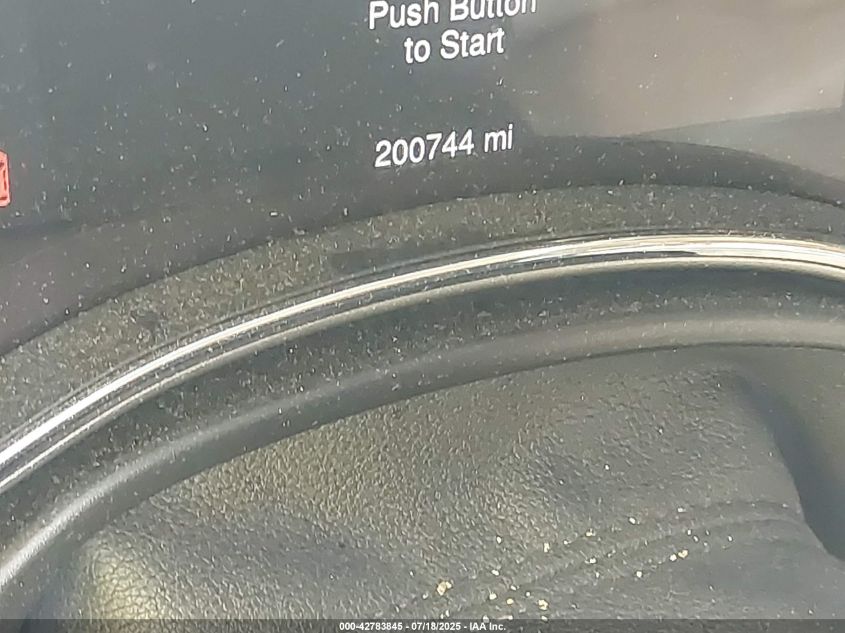 Push Button
to Start
200744 mi
000-42783845 - 07/18/2025 - IAA Inc.